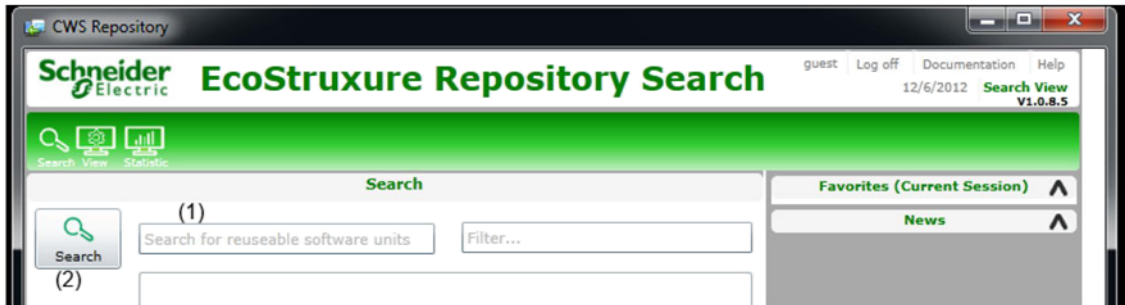 CWS Repository
Schneider Electric
EcoStruxure Repository Search
guest Log off Documentation Help
12/6/2012 Search View
V1.0.8.5
Search View Statistic
Search
Favorites (Current Session)
(1)
News
Search for reuseable software units
Filter...
Search
(2)